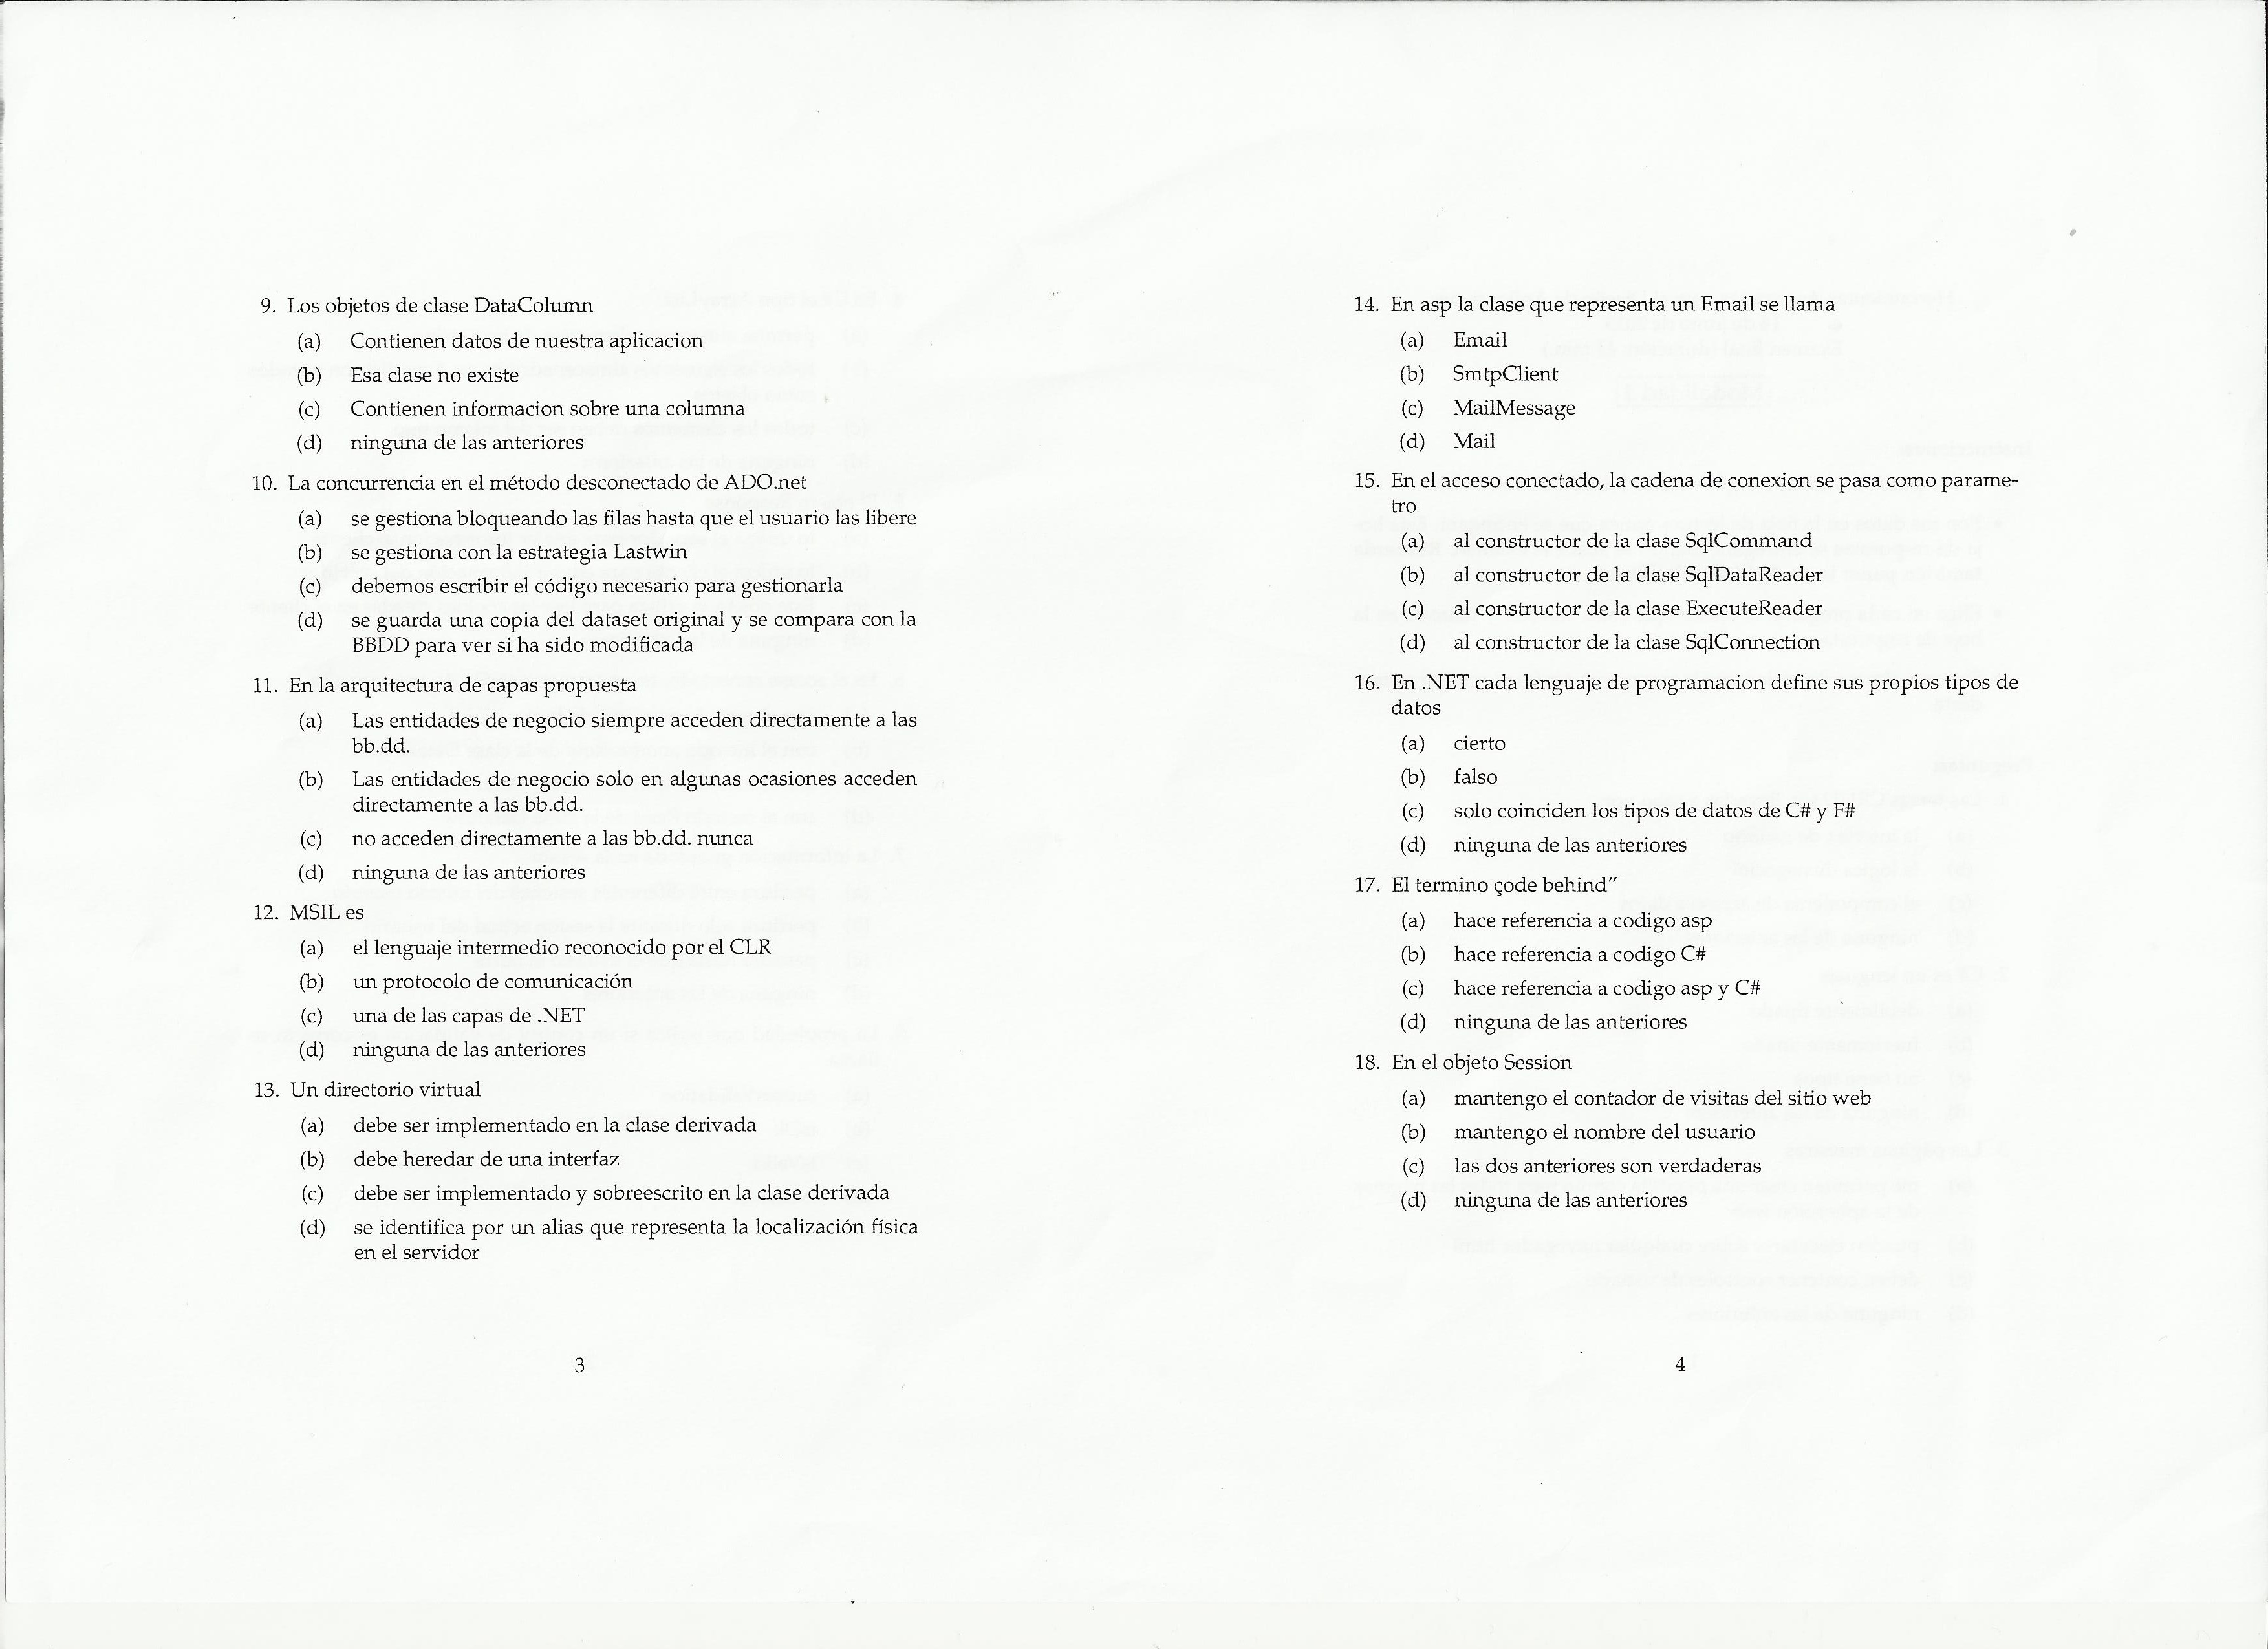 9. Los objetos de clase DataColumn
(a) Contienen datos de nuestra aplicacion
(b) Esa clase no existe
(c) Contienen informacion sobre una columna
(d) ninguna de las anteriores
10. La concurrencia en el método desconectado de ADO.net
(a) se gestiona bloqueando las filas hasta que el usuario las libere
(b) se gestiona con la estrategia Lastwin
(c) debemos escribir el código necesario para gestionarla
(d) se guarda una copia del dataset original y se compara con la
BBDD para ver si ha sido modificada
11. En la arquitectura de capas propuesta
(a) Las entidades de negocio siempre acceden directamente a las
bb.dd.
(b) Las entidades de negocio solo en algunas ocasiones acceden
directamente a las bb.dd.
(c) no acceden directamente a las bb.dd. nunca
(d) ninguna de las anteriores
12. MSIL es
(a) el lenguaje intermedio reconocido por el CLR
(b) un protocolo de comunicación
(c) una de las capas de .NET
(d) ninguna de las anteriores
13. Un directorio virtual
(a) debe ser implementado en la clase derivada
(b) debe heredar de una interfaz
(c) debe ser implementado y sobreescrito en la clase derivada
(d) se identifica por un alias que representa la localización física
en el servidor
3
14. En asp la clase que representa un Email se llama
(a) Email
(b) SmtpClient
(c) MailMessage
(d) Mail
15. En el acceso conectado, la cadena de conexion se pasa como parame-
tro
(a) al constructor de la clase SqlCommand
(b) al constructor de la clase SqlDataReader
(c) al constructor de la clase ExecuteReader
(d) al constructor de la clase SqlConnection
16. En .NET cada lenguaje de programacion define sus propios tipos de
datos
(a) cierto
(b) falso
(c) solo coinciden los tipos de datos de C# y F#
(d) ninguna de las anteriores
17. El termino çode behind”
(a) hace referencia a codigo asp
(b) hace referencia a codigo C#
(c) hace referencia a codigo asp y C#
(d) ninguna de las anteriores
18. En el objeto Session
(a) mantengo el contador de visitas del sitio web
(b) mantengo el nombre del usuario
(c) las dos anteriores son verdaderas
(d) ninguna de las anteriores
4